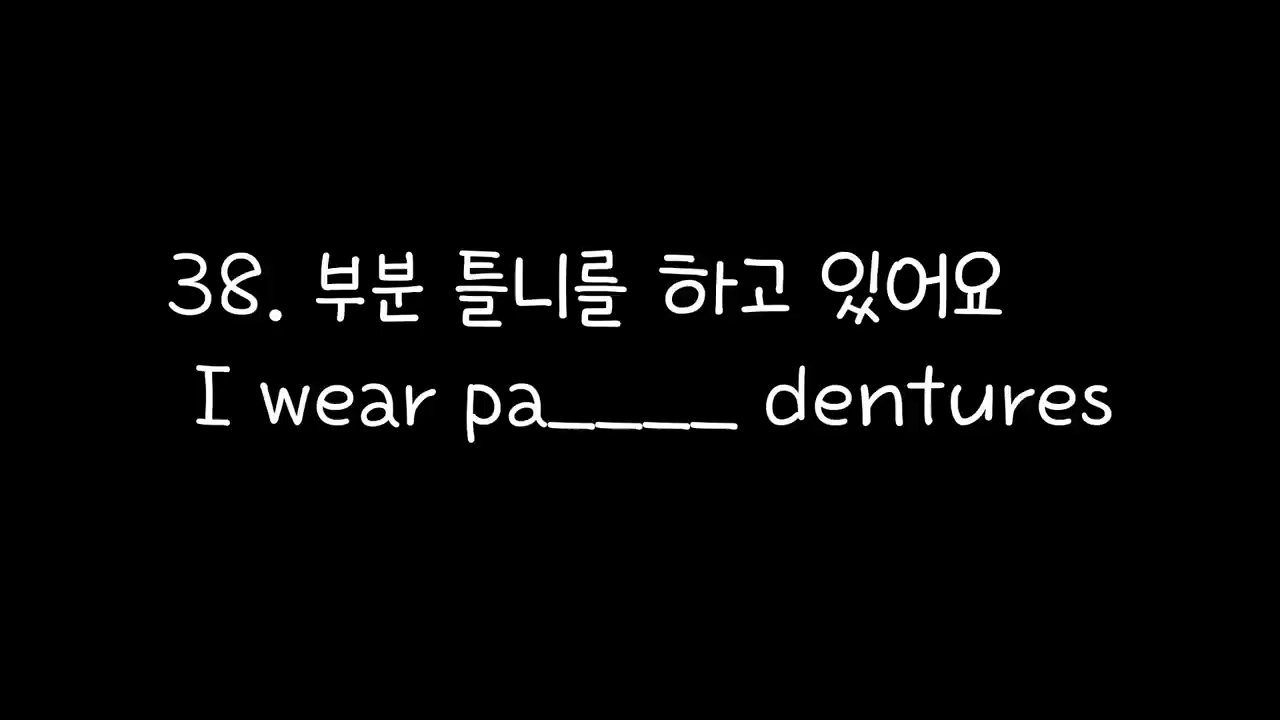 38. 부분 틀니를 하고 있어요
I wear pa____ dentures